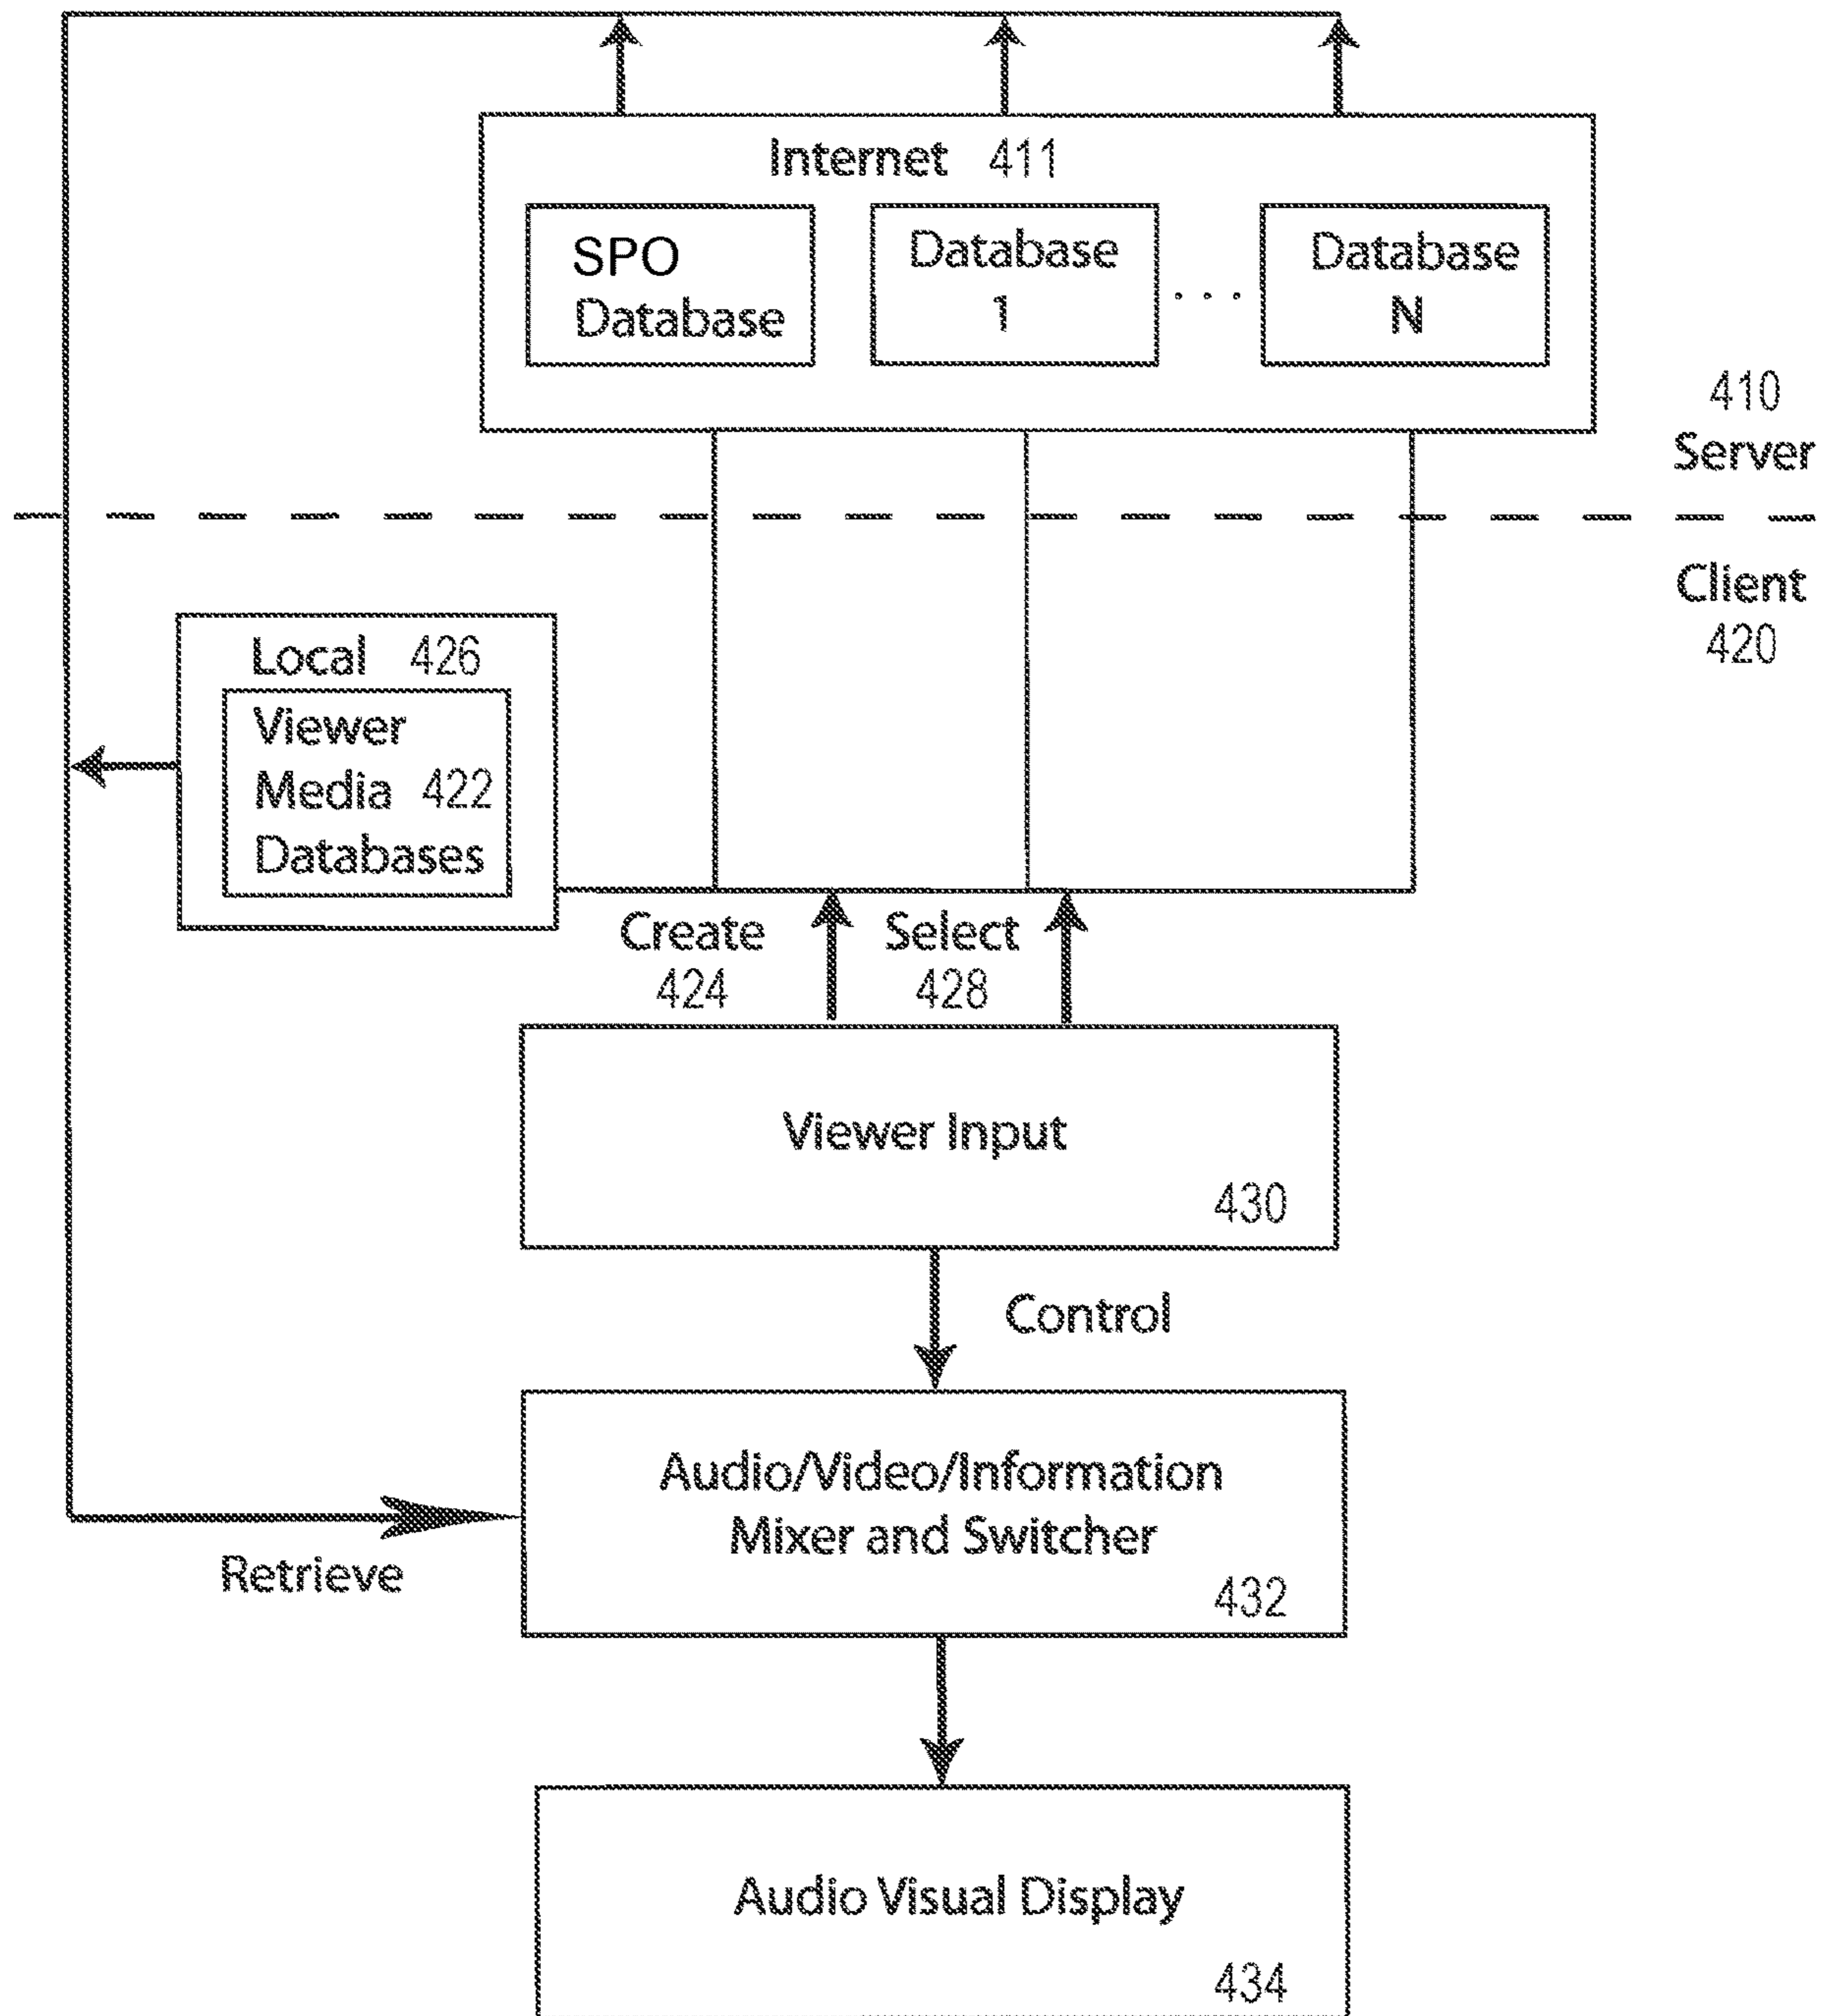 Internet 411
SPO
Database
Database
1
. . .
Database
N
410
Server
Client
420
Local 426
Viewer
Media 422
Databases
Create
424
Select
428
Viewer Input
430
Control
Audio/Video/Information
Mixer and Switcher
432
Retrieve
Audio Visual Display
434